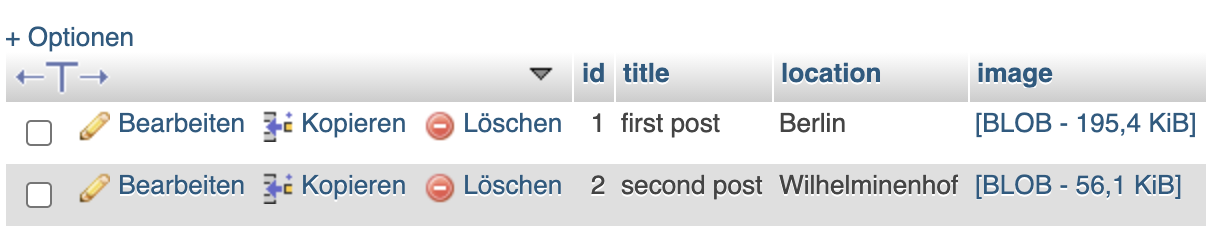 + Optionen
←T→ id title location image
Bearbeiten Kopieren Löschen 1 first post Berlin [BLOB - 195,4 KiB]
Bearbeiten Kopieren Löschen 2 second post Wilhelminenhof [BLOB - 56,1 KiB]